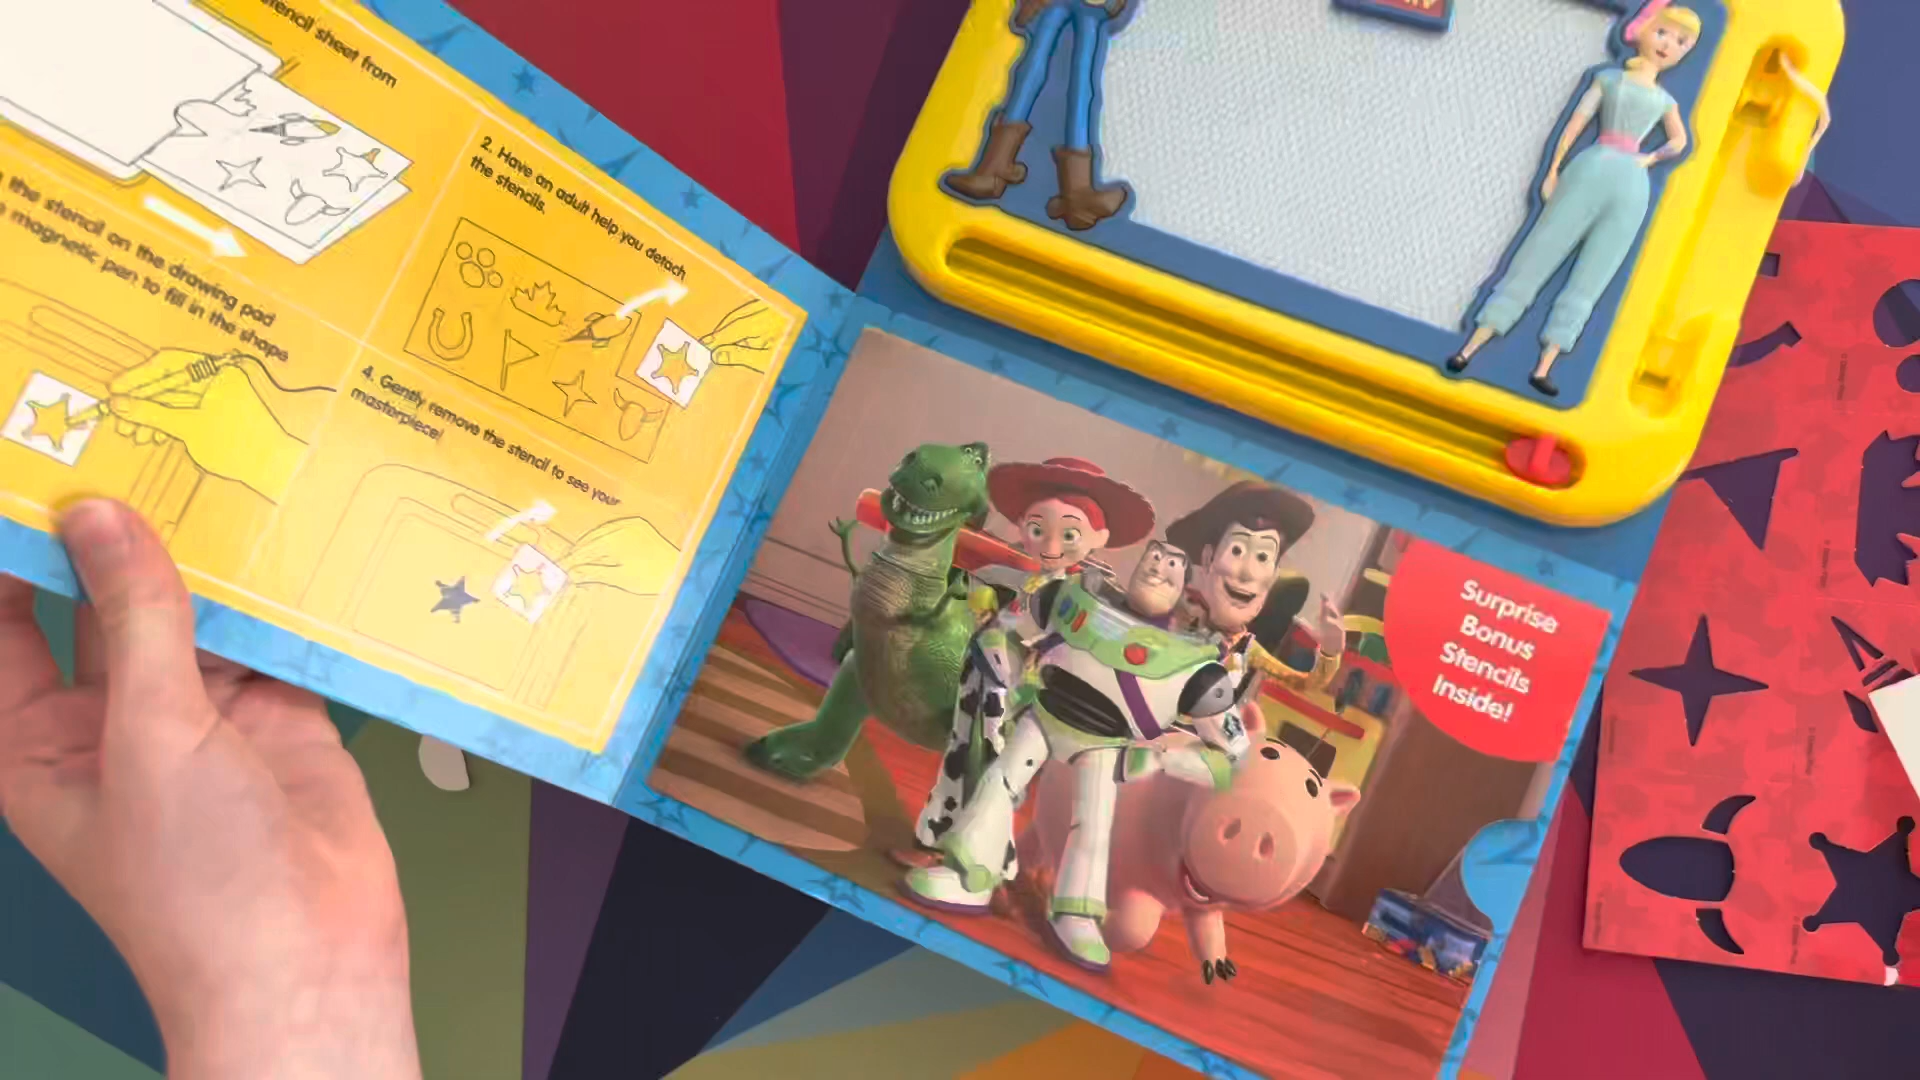 stencil sheet from
2. Have an adult help you detach
the stencils.
the stencil on the drawing pad
magnetic pen to fill in the shape
4. Gently remove the stencil to see your
masterpiece!
Surprise
Bonus
Stencils
Inside!